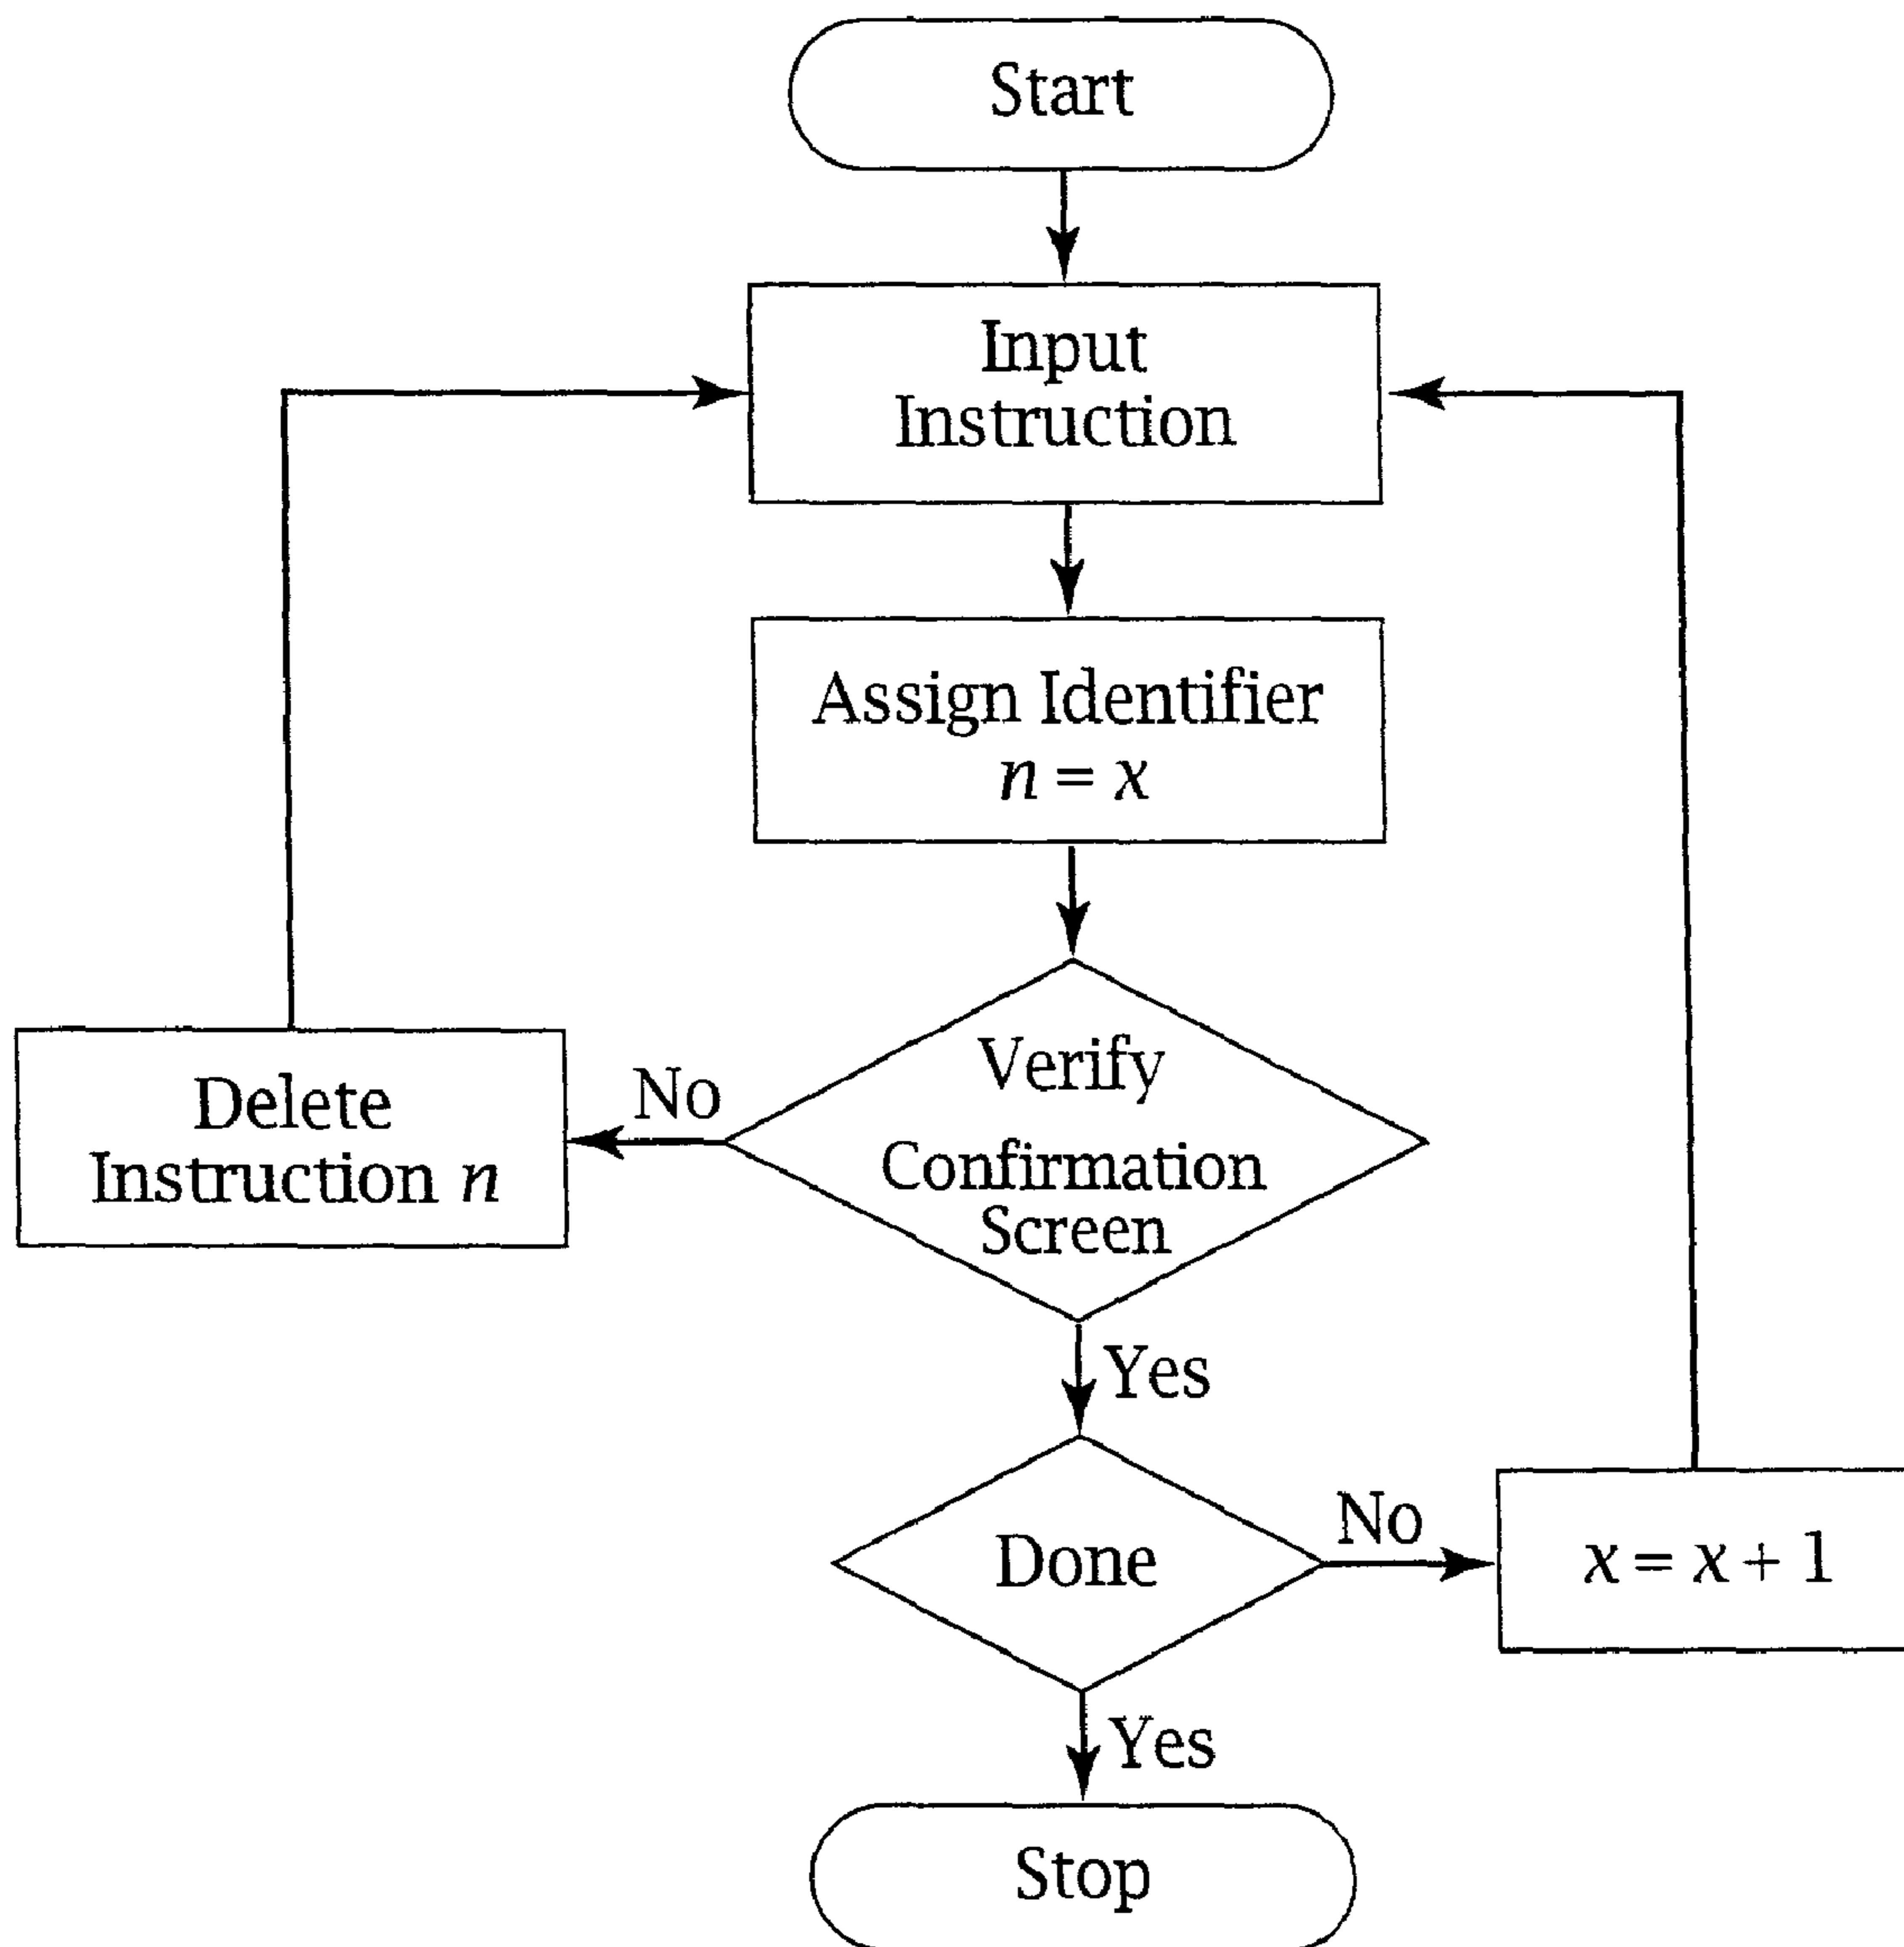 Start
Input
Instruction
Assign Identifier
n = x
Verify
Confirmation
Screen
No
Delete
Instruction n
Yes
Done
No
x = x + 1
Yes
Stop